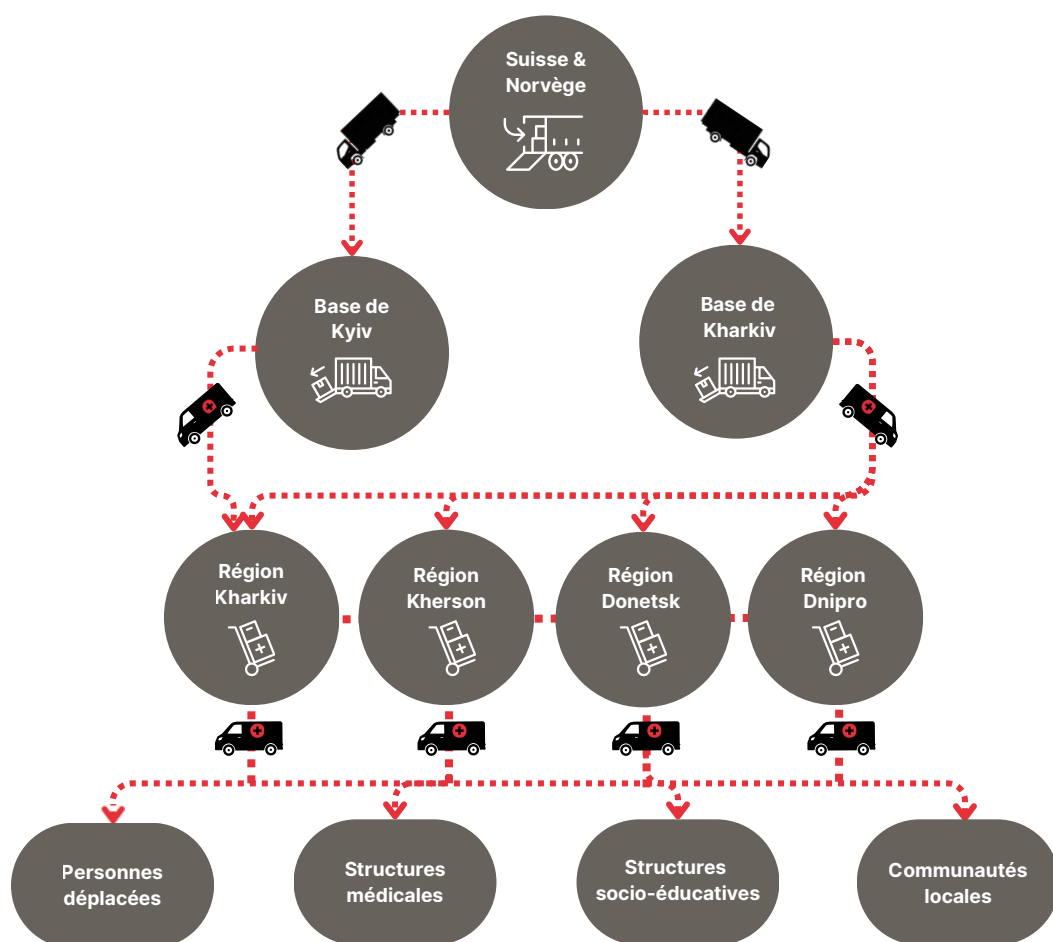 Suisse &
Norvège
Base de
Kyiv
Base de
Kharkiv
Région
Kharkiv
Région
Kherson
Région
Donetsk
Région
Dnipro
Personnes
déplacées
Structures
médicales
Structures
socio-éducatives
Communautés
locales